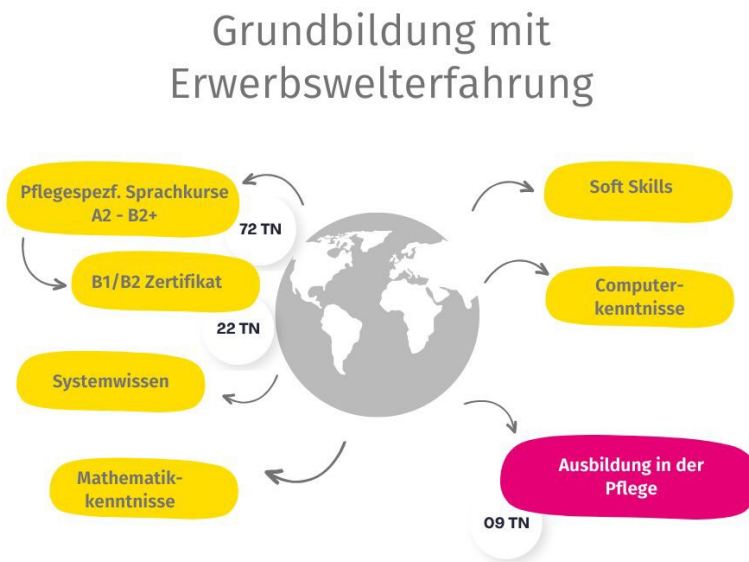 Grundbildung mit
Erwerbswelterfahrung
Pflegespezf. Sprachkurse
A2 - B2+
72 TN
B1/B2 Zertifikat
22 TN
Systemwissen
Mathematik-
kenntnisse
Soft Skills
Computer-
kenntnisse
Ausbildung in der
Pflege
09 TN